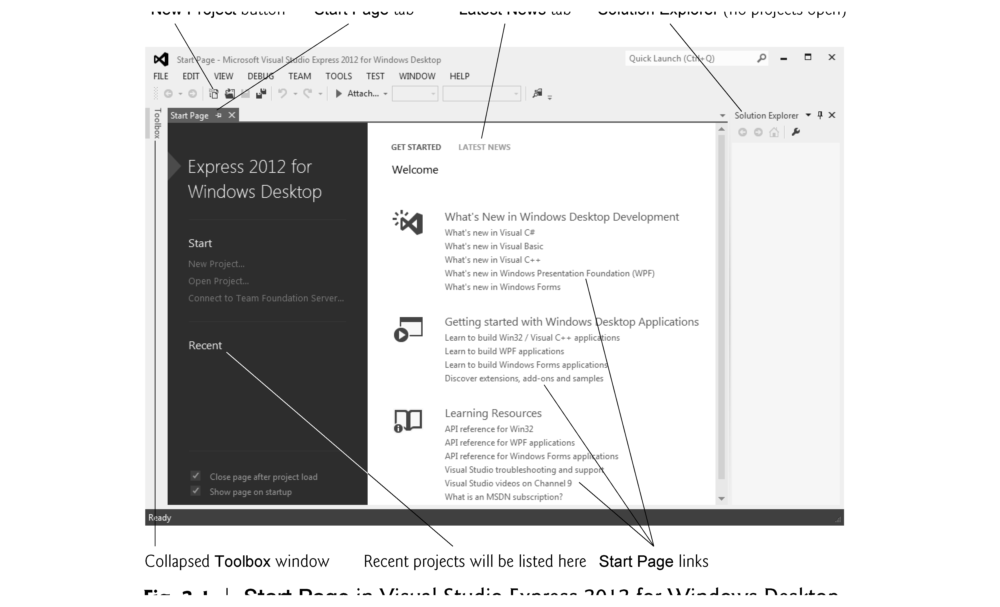 New Project button Start Page tab Latest News tab Solution Explorer (no projects open)
Start Page - Microsoft Visual Studio Express 2012 for Windows Desktop
Quick Launch (Ctrl+Q)
FILE EDIT VIEW DEBUG TEAM TOOLS TEST WINDOW HELP
Attach...
Toolbox
Start Page
Solution Explorer
GET STARTED LATEST NEWS
Welcome
Express 2012 for
Windows Desktop
Start
New Project...
Open Project...
Connect to Team Foundation Server...
Recent
Close page after project load
Show page on startup
What's New in Windows Desktop Development
What's new in Visual C#
What's new in Visual Basic
What's new in Visual C++
What's new in Windows Presentation Foundation (WPF)
What's new in Windows Forms
Getting started with Windows Desktop Applications
Learn to build Win32 / Visual C++ applications
Learn to build WPF applications
Learn to build Windows Forms applications
Discover extensions, add-ons and samples
Learning Resources
API reference for Win32
API reference for WPF applications
API reference for Windows Forms applications
Visual Studio troubleshooting and support
Visual Studio videos on Channel 9
What is an MSDN subscription?
Ready
Collapsed Toolbox window Recent projects will be listed here Start Page links
Fig. 2.1 | Start Page in Visual Studio Express 2012 for Windows Desktop